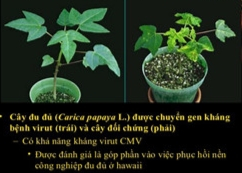 • Cây đu đủ (Carica papaya L.) được chuyển gen kháng
bệnh virut (trái) và cây đối chứng (phải)
– Có khả năng kháng virut CMV
• Được đánh giá là góp phần vào việc phục hồi nền
công nghiệp đu đủ ở hawaii